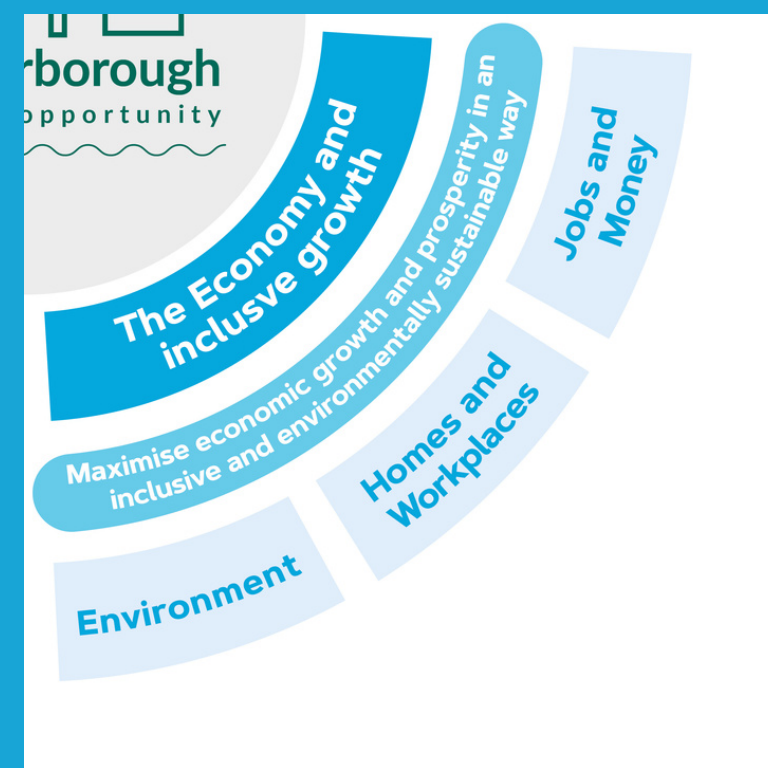 rborough
opportunity
The Economy and
inclusve growth
Maximise economic growth and prosperity in an
inclusive and environmentally sustainable way
Jobs and
Money
Homes and
Workplaces
Environment